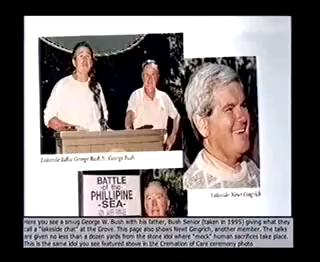 Lakeside Talks: George Bush Jr., George Bush
BATTLE
of the
PHILLIPINE
-SEA-
Lakeside: Newt Gingrich
Here you see a smug George W. Bush with his father, Bush Senior (taken in 1995) giving what they
call a "lakeside chat" at the Grove. This page also shows Newt Gingrich, another member. The talks
are given no less than a dozen yards from the stone idol where "mock" human sacrifices take place.
This is the same idol you see featured above in the Cremation of Care ceremony photo